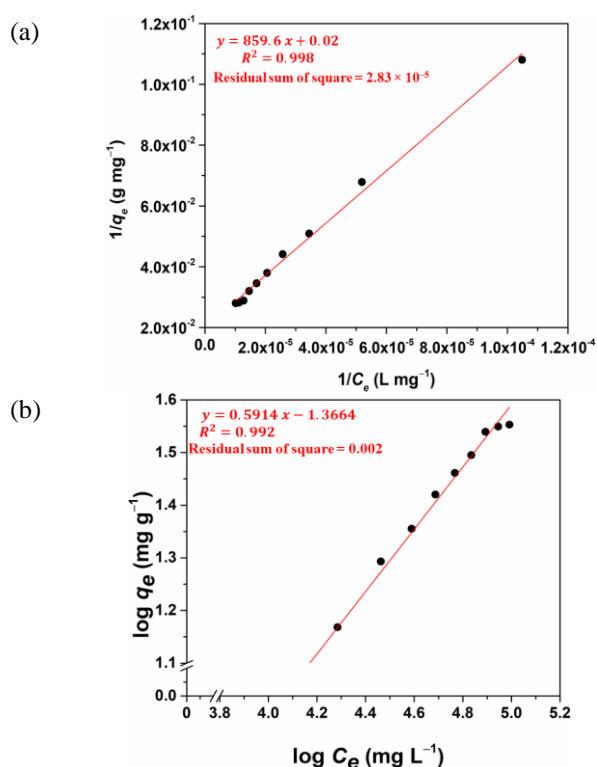 (a)
1.2x10⁻¹
1.0x10⁻¹
8.0x10⁻²
6.0x10⁻²
4.0x10⁻²
2.0x10⁻²
1/qₑ (g mg⁻¹)
y = 859.6 x + 0.02
R² = 0.998
Residual sum of square = 2.83 × 10⁻⁵
0.0 2.0x10⁻⁵ 4.0x10⁻⁵ 6.0x10⁻⁵ 8.0x10⁻⁵ 1.0x10⁻⁴ 1.2x10⁻⁴
1/Cₑ (L mg⁻¹)
(b)
1.6
1.5
1.4
1.3
1.2
1.1
0.0
log qₑ (mg g⁻¹)
y = 0.5914 x − 1.3664
R² = 0.992
Residual sum of square = 0.002
0 3.8 4.0 4.2 4.4 4.6 4.8 5.0 5.2
log Cₑ (mg L⁻¹)